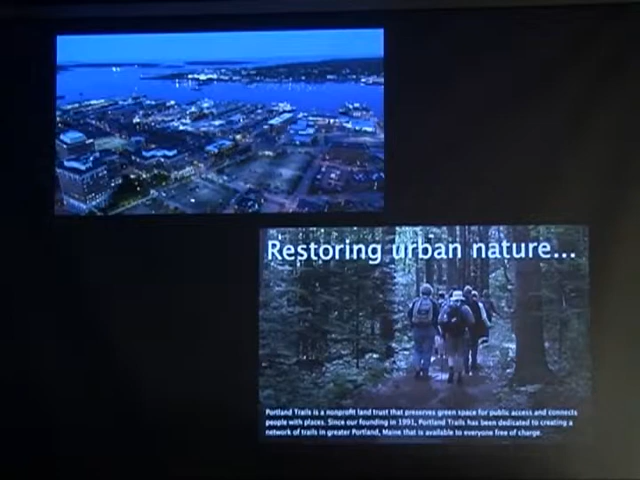 Restoring urban nature...
Portland Trails is a nonprofit land trust that preserves green space for public access and connects
people with places. Since our founding in 1991, Portland Trails has been dedicated to creating a
network of trails in greater Portland, Maine that is available to everyone free of charge.